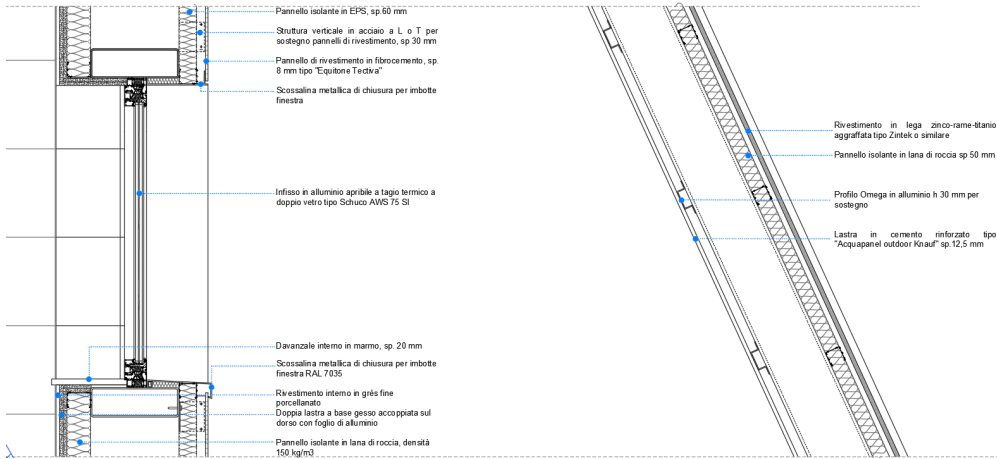 Pannello isolante in EPS, sp.60 mm
Struttura verticale in acciaio a L o T per
sostegno pannelli di rivestimento, sp 30 mm
Pannello di rivestimento in fibrocemento, sp.
8 mm tipo "Equitone Tectiva"
Scossalina metallica di chiusura per imbotte
finestra
Infisso in alluminio apribile a tagio termico a
doppio vetro tipo Schuco AWS 75 SI
Davanzale interno in marmo, sp. 20 mm
Scossalina metallica di chiusura per imbotte
finestra RAL 7035
Rivestimento interno in grès fine
porcellanato
Doppia lastra a base gesso accoppiata sul
dorso con foglio di alluminio
Pannello isolante in lana di roccia, densità
150 kg/m3
Rivestimento in lega zinco-rame-titanio
aggraffata tipo Zintek o similare
Pannello isolante in lana di roccia sp 50 mm
Profilo Omega in alluminio h 30 mm per
sostegno
Lastra in cemento rinforzato tipo
"Acquapanel outdoor Knauf" sp.12,5 mm